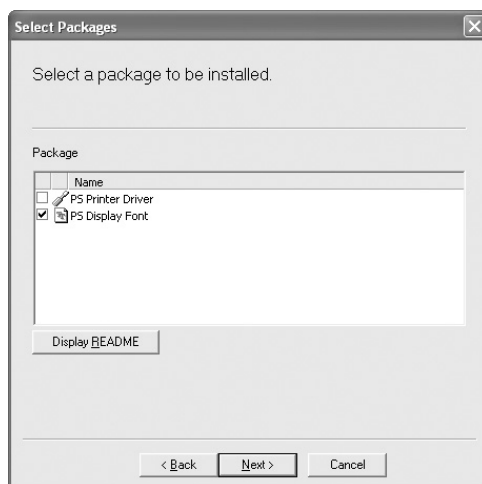 Select Packages
Select a package to be installed.
Package
Name
PS Printer Driver
PS Display Font
Display README
< Back
Next >
Cancel